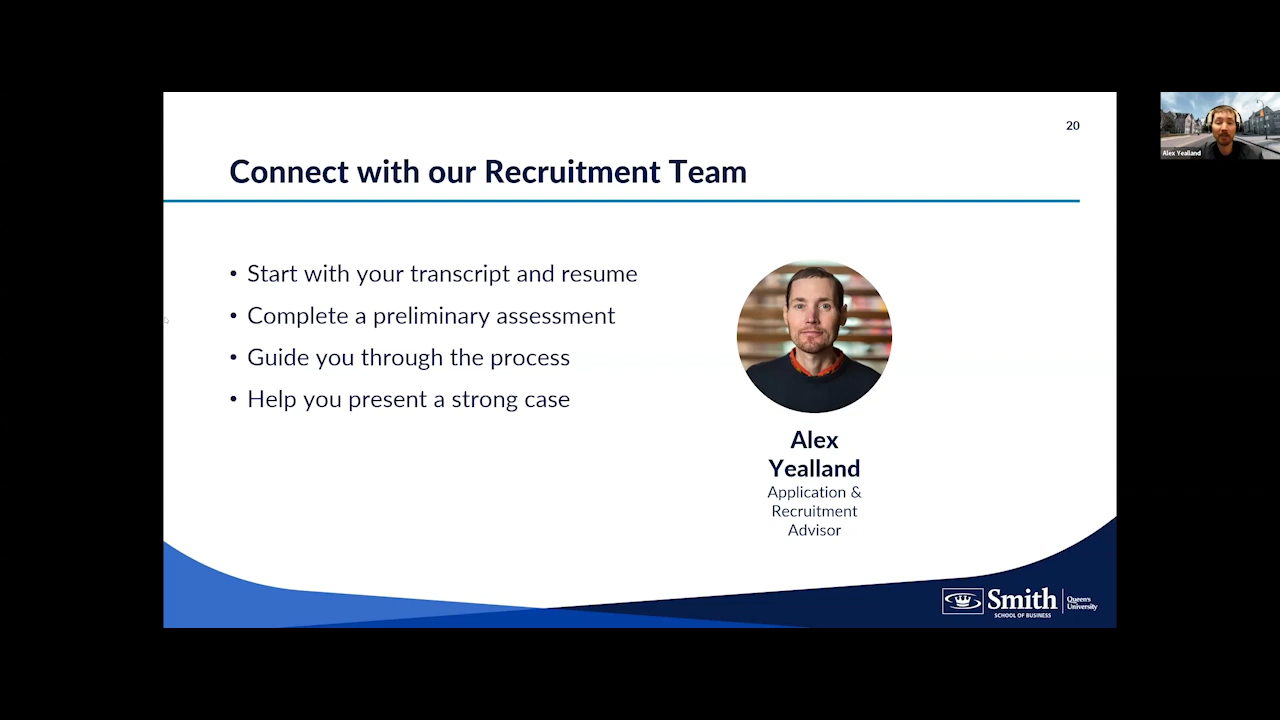 20
Alex Yealland
Connect with our Recruitment Team
• Start with your transcript and resume
• Complete a preliminary assessment
• Guide you through the process
• Help you present a strong case
Alex
Yealland
Application &
Recruitment
Advisor
Smith
SCHOOL OF BUSINESS
Queen's
University